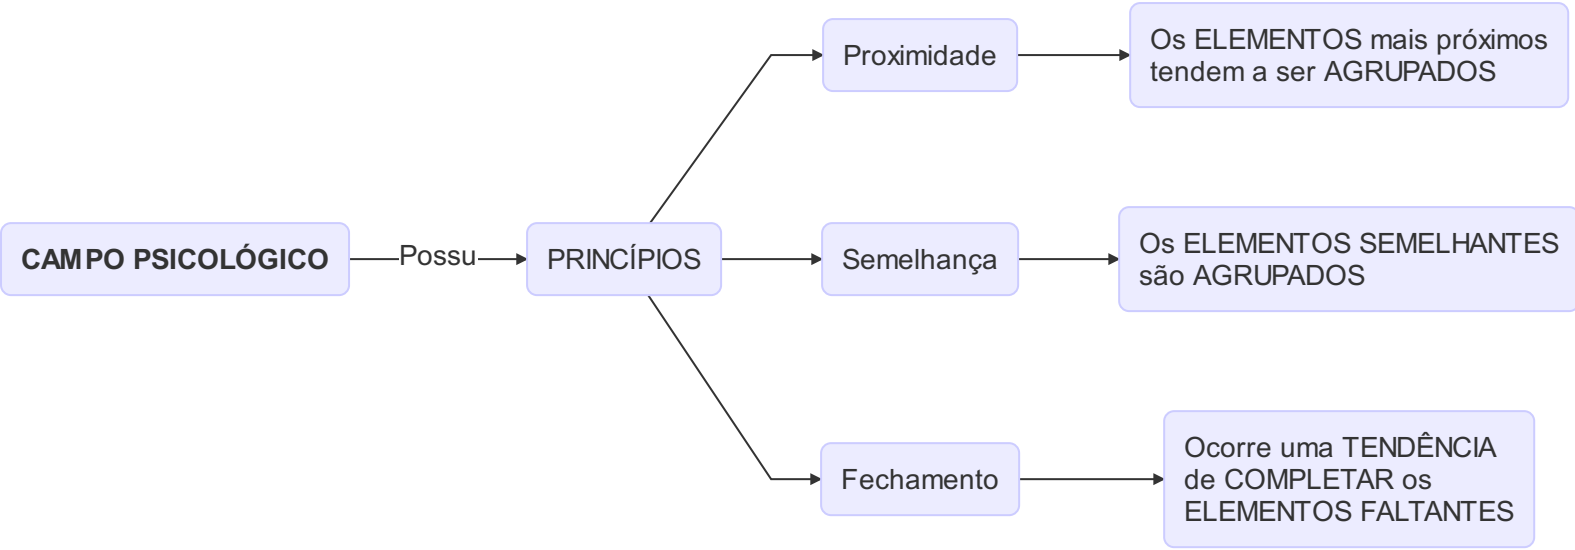 CAMPO PSICOLÓGICO
Possu
PRINCÍPIOS
Proximidade
Os ELEMENTOS mais próximos
tendem a ser AGRUPADOS
Semelhança
Os ELEMENTOS SEMELHANTES
são AGRUPADOS
Fechamento
Ocorre uma TENDÊNCIA
de COMPLETAR os
ELEMENTOS FALTANTES